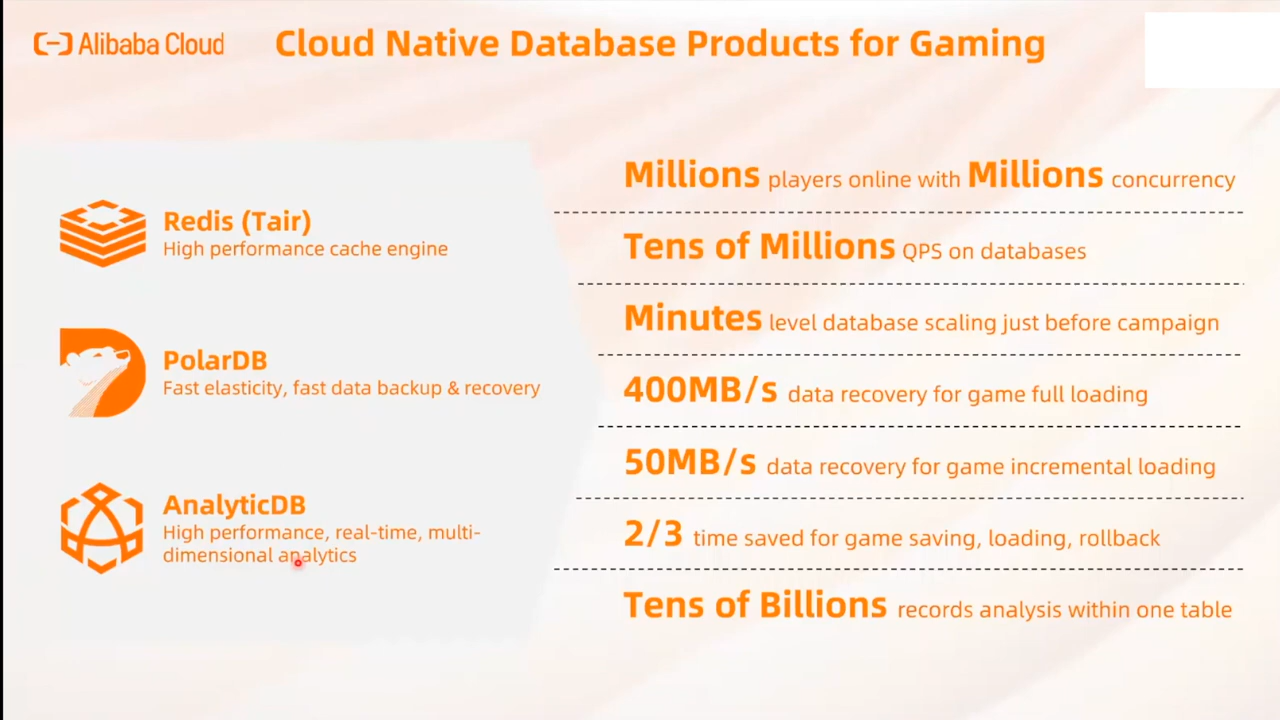 Alibaba Cloud
Cloud Native Database Products for Gaming
Redis (Tair)
High performance cache engine
PolarDB
Fast elasticity, fast data backup & recovery
AnalyticDB
High performance, real-time, multi-
dimensional analytics
Millions players online with Millions concurrency
Tens of Millions QPS on databases
Minutes level database scaling just before campaign
400MB/s data recovery for game full loading
50MB/s data recovery for game incremental loading
2/3 time saved for game saving, loading, rollback
Tens of Billions records analysis within one table